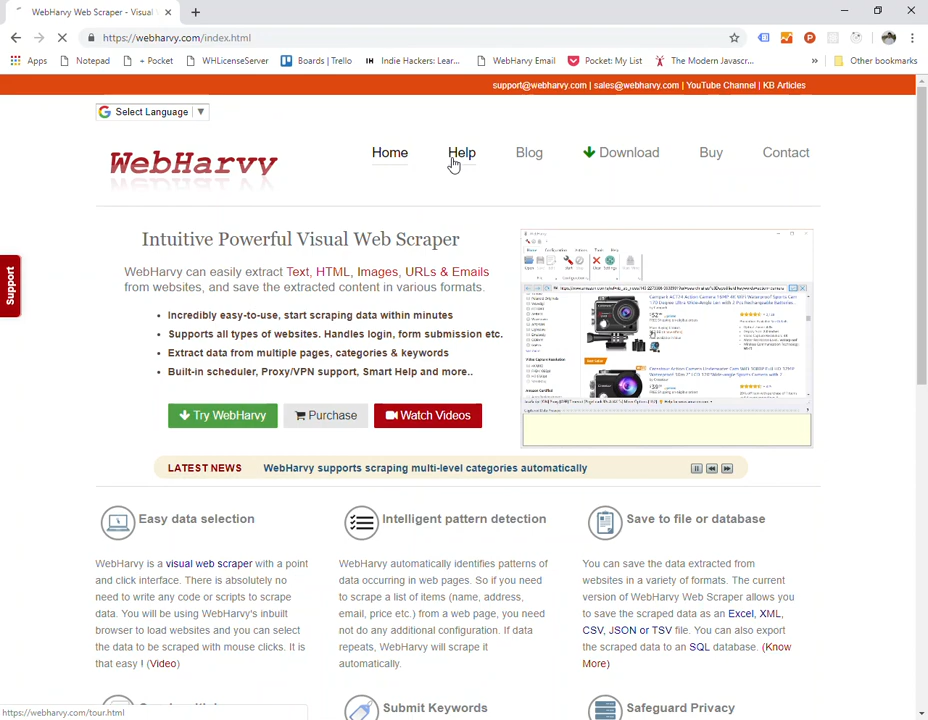 WebHarvy Web Scraper - Visual
https://webharvy.com/index.html
Apps Notepad + Pocket WHLicenseServer Boards | Trello Indie Hackers: Lear... WebHarvy Email Pocket: My List The Modern Javascr... » Other bookmarks
support@webharvy.com | sales@webharvy.com | YouTube Channel | KB Articles
Select Language ▼
WebHarvy
Home Help Blog Download Buy Contact
Support
Intuitive Powerful Visual Web Scraper
WebHarvy can easily extract Text, HTML, Images, URLs & Emails
from websites, and save the extracted content in various formats.
• Incredibly easy-to-use, start scraping data within minutes
• Supports all types of websites. Handles login, form submission etc.
• Extract data from multiple pages, categories & keywords
• Built-in scheduler, Proxy/VPN support, Smart Help and more..
Try WebHarvy Purchase Watch Videos
LATEST NEWS WebHarvy supports scraping multi-level categories automatically
Easy data selection
WebHarvy is a visual web scraper with a point
and click interface. There is absolutely no
need to write any code or scripts to scrape
data. You will be using WebHarvy's inbuilt
browser to load websites and you can select
the data to be scraped with mouse clicks. It is
that easy ! (Video)
Intelligent pattern detection
WebHarvy automatically identifies patterns of
data occurring in web pages. So if you need
to scrape a list of items (name, address,
email, price etc.) from a web page, you need
not do any additional configuration. If data
repeats, WebHarvy will scrape it
automatically.
Save to file or database
You can save the data extracted from
websites in a variety of formats. The current
version of WebHarvy Web Scraper allows you
to save the scraped data as an Excel, XML,
CSV, JSON or TSV file. You can also export
the scraped data to an SQL database. (Know
More)
Submit Keywords
Safeguard Privacy
https://webharvy.com/tour.html